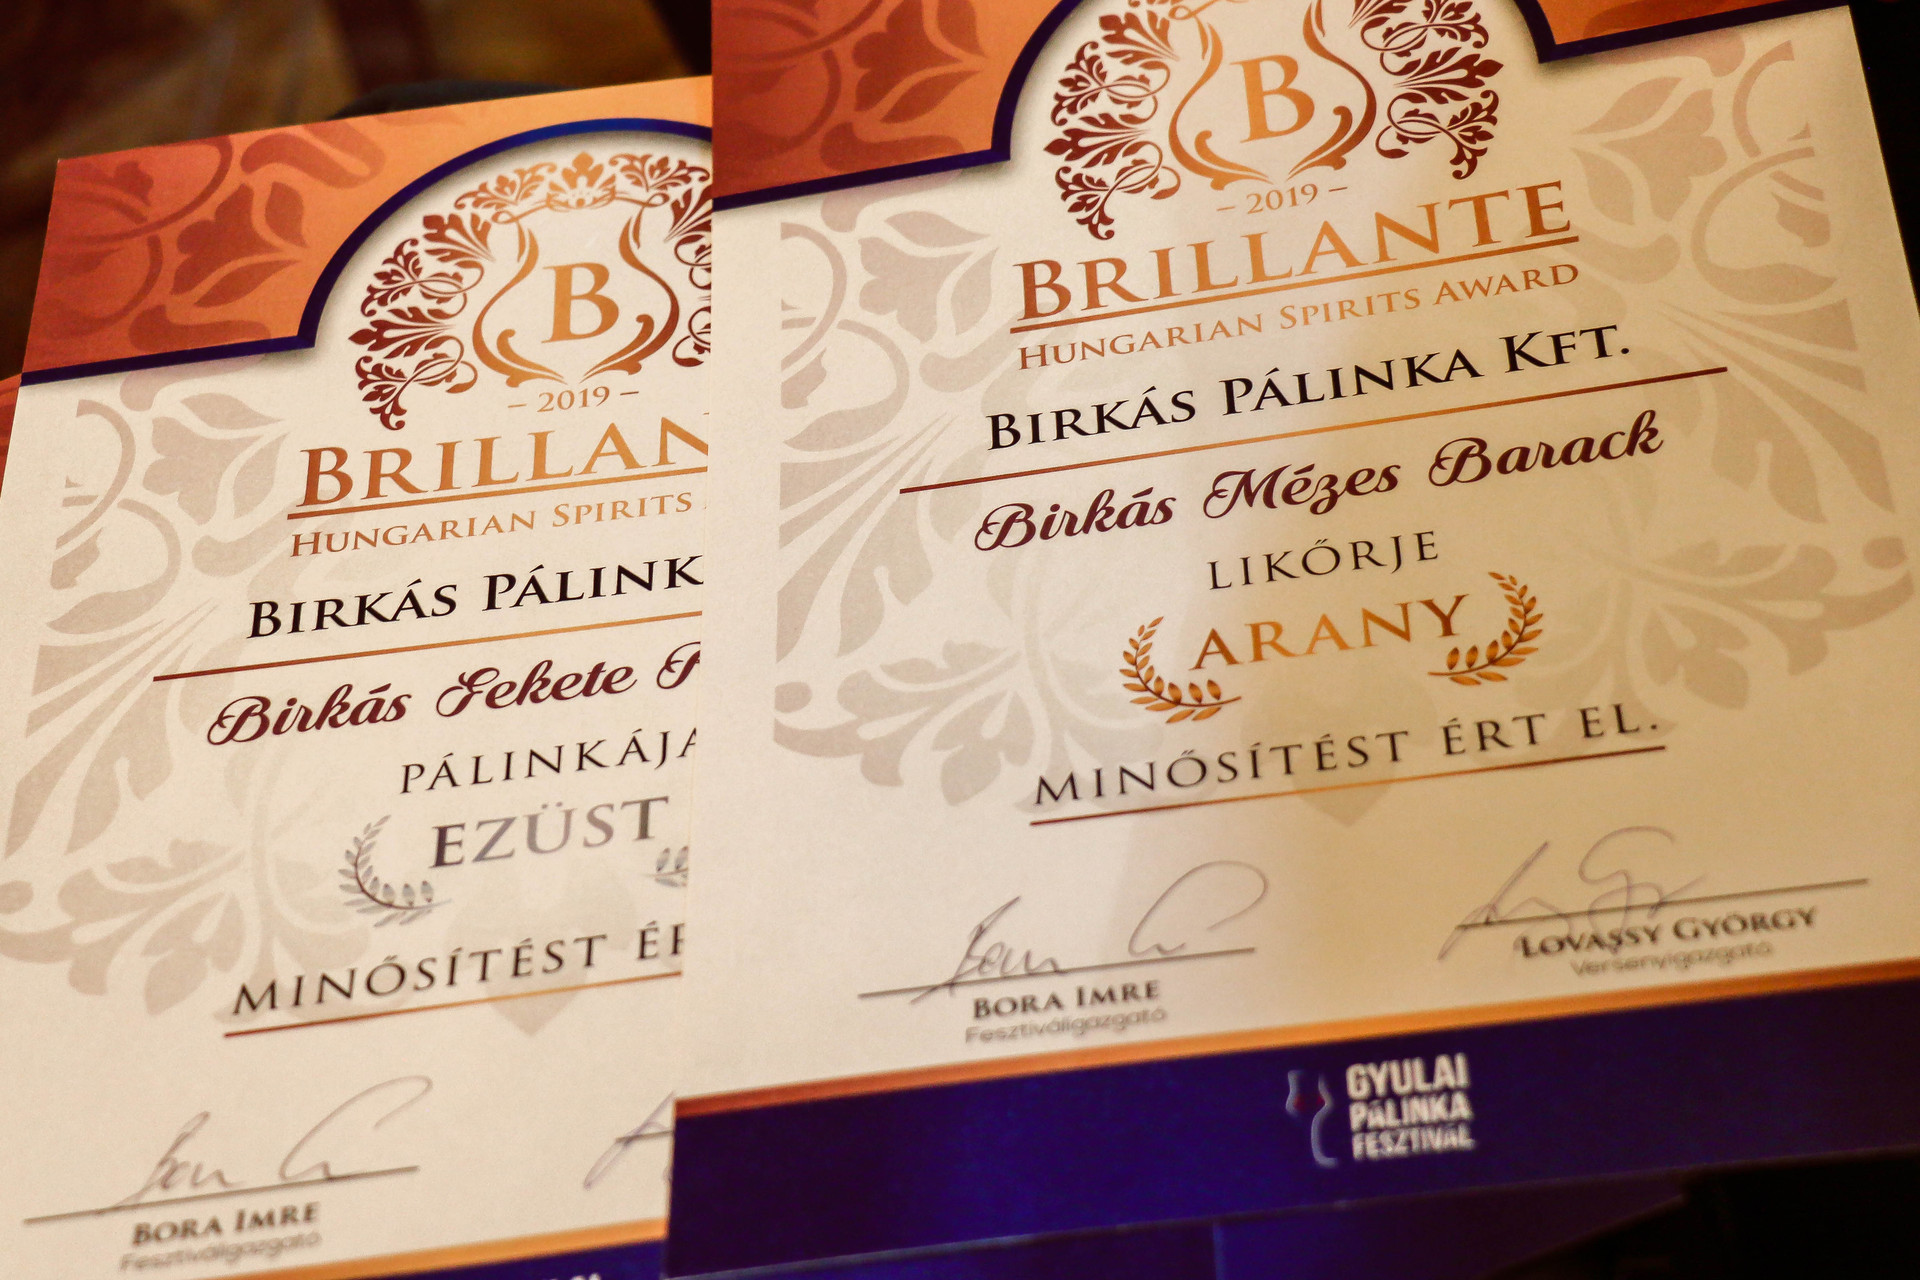 B
– 2019 –
BRILLAN
HUNGARIAN SPIRITS
BIRKÁS PÁLINK
Birkás Fekete
PÁLINKÁJA
EZÜST
MINŐSÍTÉST
BORA IMRE
Fesztiváligazgató
B
– 2019 –
BRILLANTE
HUNGARIAN SPIRITS AWARD
BIRKÁS PÁLINKA KFT.
Birkás Mézes Barack
LIKŐRJE
ARANY
MINŐSÍTÉST ÉRT EL.
BORA IMRE
Fesztiváligazgató
LOVASSY GYÖRGY
Versenyigazgató
GYULAI
PÁLINKA
FESZTIVÁL